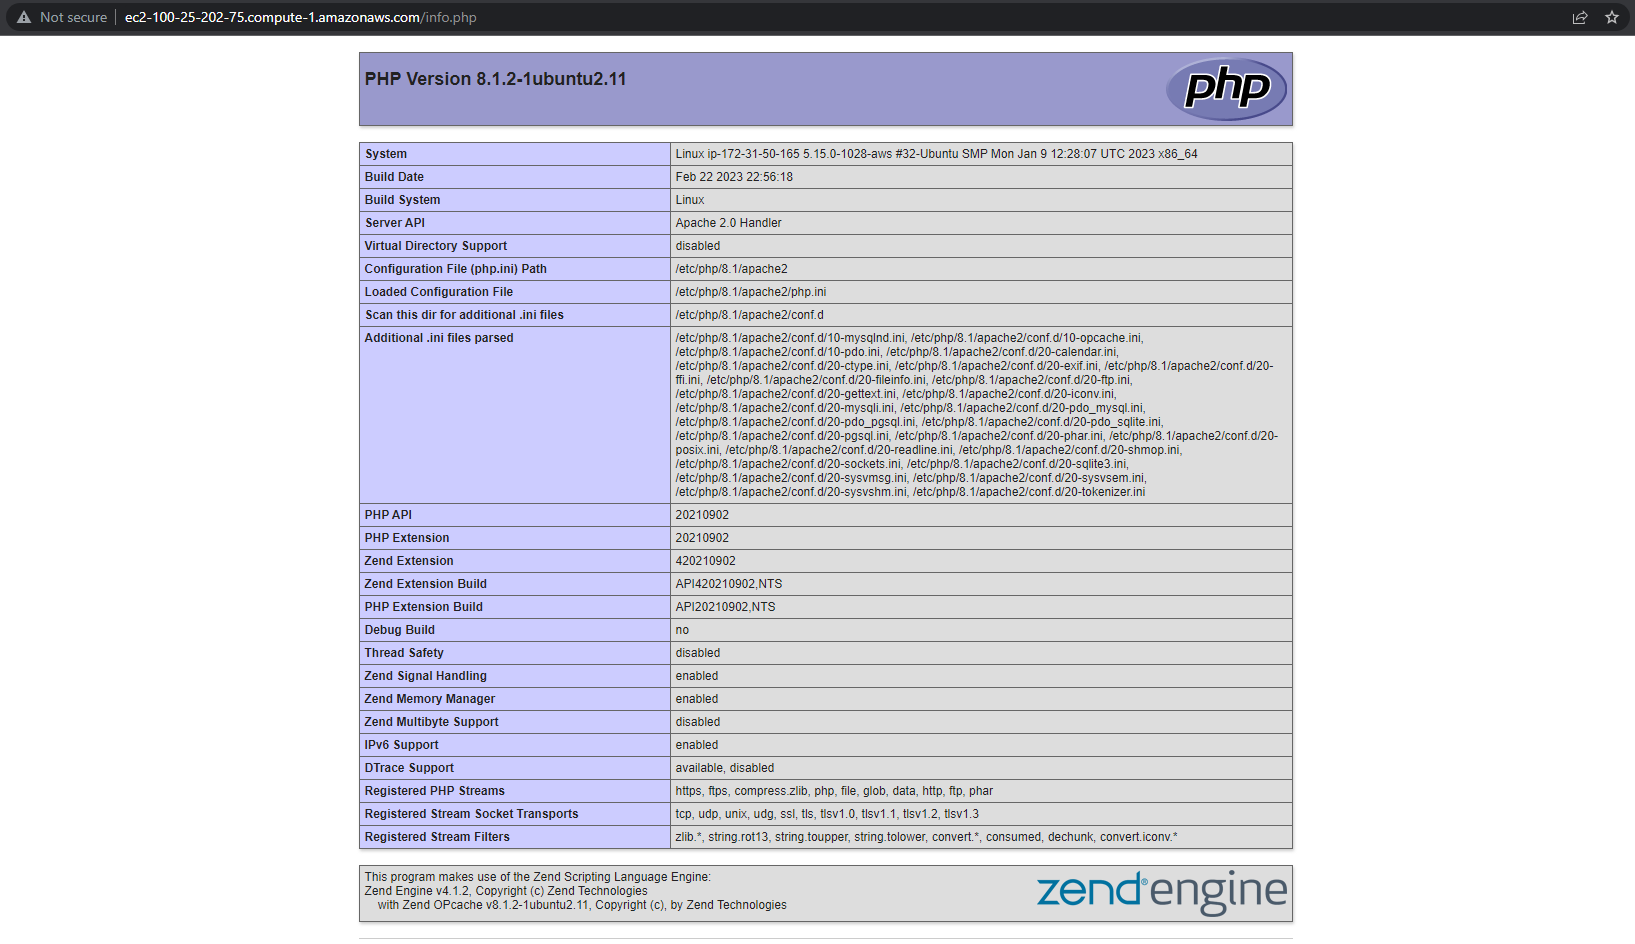 Not secure ec2-100-25-202-75.compute-1.amazonaws.com/info.php
PHP Version 8.1.2-1ubuntu2.11
php
System Linux ip-172-31-50-165 5.15.0-1028-aws #32-Ubuntu SMP Mon Jan 9 12:28:07 UTC 2023 x86_64
Build Date Feb 22 2023 22:56:18
Build System Linux
Server API Apache 2.0 Handler
Virtual Directory Support disabled
Configuration File (php.ini) Path /etc/php/8.1/apache2
Loaded Configuration File /etc/php/8.1/apache2/php.ini
Scan this dir for additional .ini files /etc/php/8.1/apache2/conf.d
Additional .ini files parsed /etc/php/8.1/apache2/conf.d/10-mysqlnd.ini, /etc/php/8.1/apache2/conf.d/10-opcache.ini,
/etc/php/8.1/apache2/conf.d/10-pdo.ini, /etc/php/8.1/apache2/conf.d/20-calendar.ini,
/etc/php/8.1/apache2/conf.d/20-ctype.ini, /etc/php/8.1/apache2/conf.d/20-exif.ini, /etc/php/8.1/apache2/conf.d/20-
ffi.ini, /etc/php/8.1/apache2/conf.d/20-fileinfo.ini, /etc/php/8.1/apache2/conf.d/20-ftp.ini,
/etc/php/8.1/apache2/conf.d/20-gettext.ini, /etc/php/8.1/apache2/conf.d/20-iconv.ini,
/etc/php/8.1/apache2/conf.d/20-mysqli.ini, /etc/php/8.1/apache2/conf.d/20-pdo_mysql.ini,
/etc/php/8.1/apache2/conf.d/20-pdo_pgsql.ini, /etc/php/8.1/apache2/conf.d/20-pdo_sqlite.ini,
/etc/php/8.1/apache2/conf.d/20-pgsql.ini, /etc/php/8.1/apache2/conf.d/20-phar.ini, /etc/php/8.1/apache2/conf.d/20-
posix.ini, /etc/php/8.1/apache2/conf.d/20-readline.ini, /etc/php/8.1/apache2/conf.d/20-shmop.ini,
/etc/php/8.1/apache2/conf.d/20-sockets.ini, /etc/php/8.1/apache2/conf.d/20-sqlite3.ini,
/etc/php/8.1/apache2/conf.d/20-sysvmsg.ini, /etc/php/8.1/apache2/conf.d/20-sysvsem.ini,
/etc/php/8.1/apache2/conf.d/20-sysvshm.ini, /etc/php/8.1/apache2/conf.d/20-tokenizer.ini
PHP API 20210902
PHP Extension 20210902
Zend Extension 420210902
Zend Extension Build API420210902,NTS
PHP Extension Build API20210902,NTS
Debug Build no
Thread Safety disabled
Zend Signal Handling enabled
Zend Memory Manager enabled
Zend Multibyte Support disabled
IPv6 Support enabled
DTrace Support available, disabled
Registered PHP Streams https, ftps, compress.zlib, php, file, glob, data, http, ftp, phar
Registered Stream Socket Transports tcp, udp, unix, udg, ssl, tls, tlsv1.0, tlsv1.1, tlsv1.2, tlsv1.3
Registered Stream Filters zlib.*, string.rot13, string.toupper, string.tolower, convert.*, consumed, dechunk, convert.iconv.*
This program makes use of the Zend Scripting Language Engine:
Zend Engine v4.1.2, Copyright (c) Zend Technologies
with Zend OPcache v8.1.2-1ubuntu2.11, Copyright (c), by Zend Technologies
zend® engine